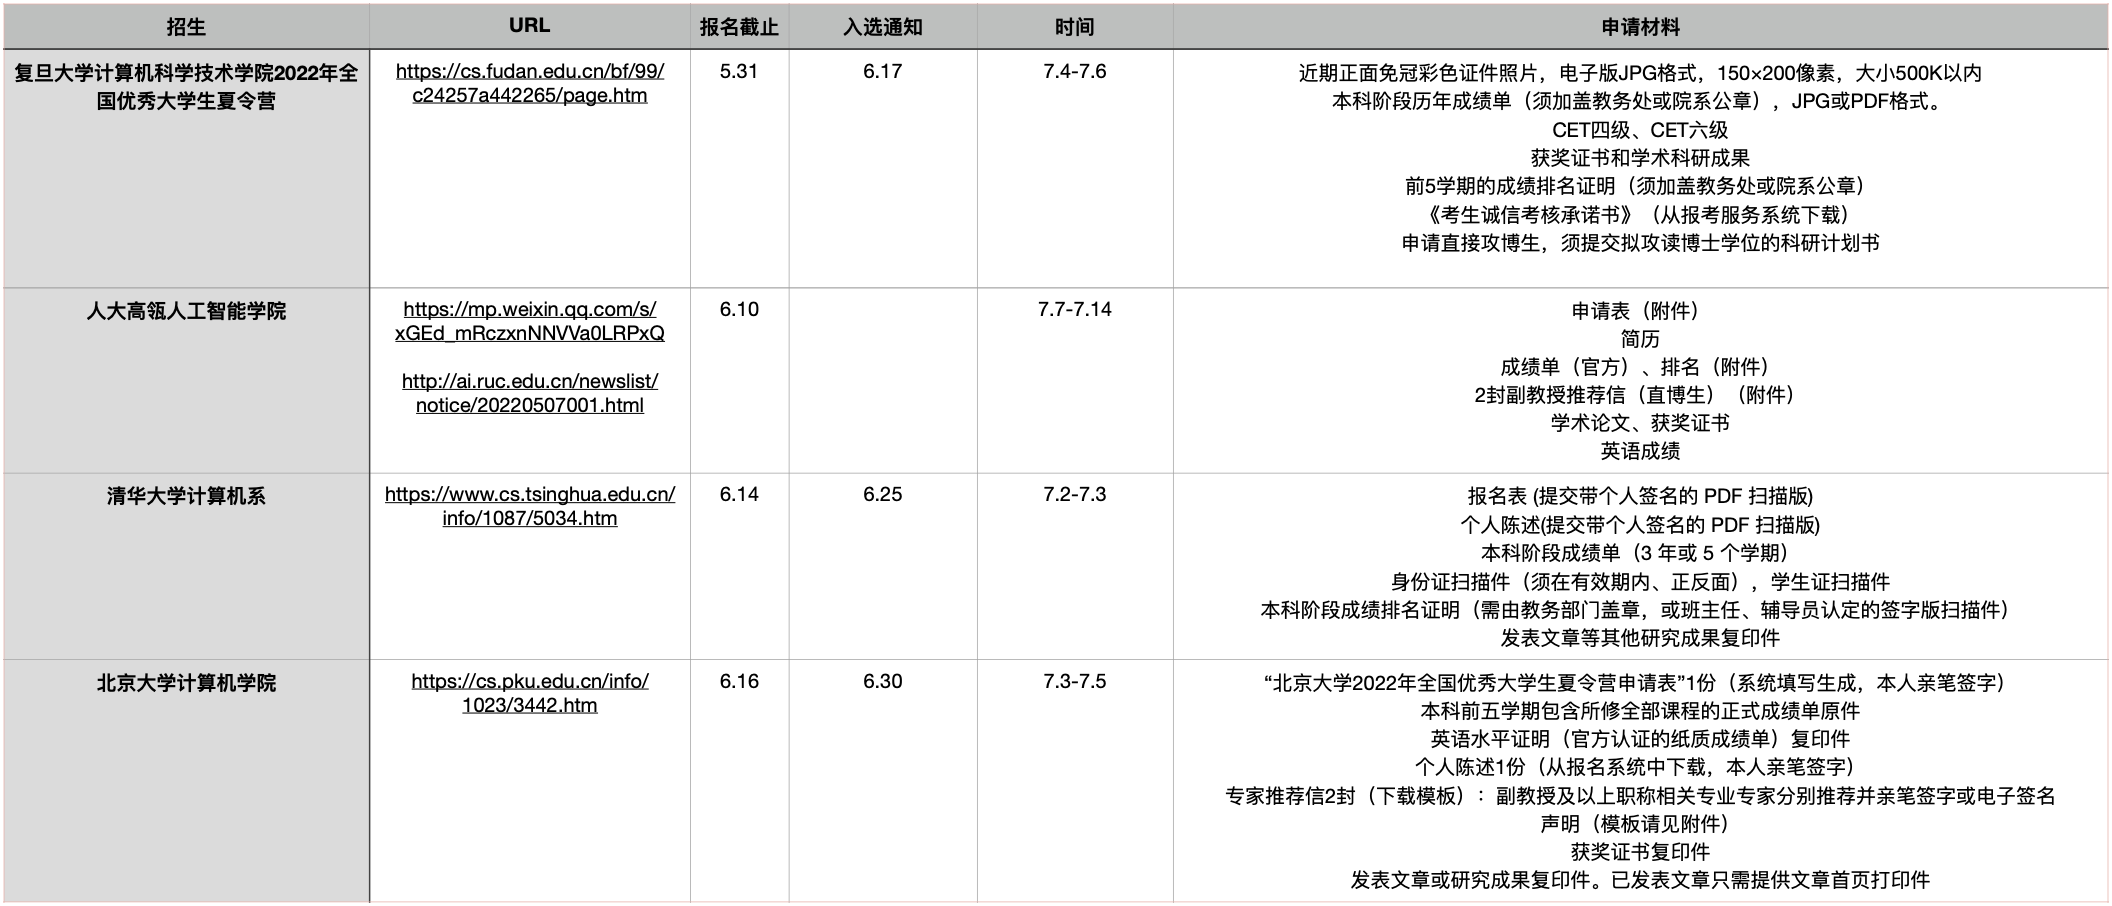 招生
URL
报名截止
入选通知
时间
申请材料
复旦大学计算机科学技术学院2022年全
国优秀大学生夏令营
https://cs.fudan.edu.cn/bf/99/
c24257a442265/page.htm
5.31
6.17
7.4-7.6
近期正面免冠彩色证件照片，电子版JPG格式，150×200像素，大小500K以内
本科阶段历年成绩单（须加盖教务处或院系公章），JPG或PDF格式。
CET四级、CET六级
获奖证书和学术科研成果
前5学期的成绩排名证明（须加盖教务处或院系公章）
《考生诚信考核承诺书》（从报考服务系统下载）
申请直接攻博生，须提交拟攻读博士学位的科研计划书
人大高瓴人工智能学院
https://mp.weixin.qq.com/s/
xGEd_mRczxnNNVVa0LRPxQ
http://ai.ruc.edu.cn/newslist/
notice/20220507001.html
6.10
7.7-7.14
申请表（附件）
简历
成绩单（官方）、排名（附件）
2封副教授推荐信（直博生）（附件）
学术论文、获奖证书
英语成绩
清华大学计算机系
https://www.cs.tsinghua.edu.cn/
info/1087/5034.htm
6.14
6.25
7.2-7.3
报名表 (提交带个人签名的 PDF 扫描版)
个人陈述(提交带个人签名的 PDF 扫描版)
本科阶段成绩单（3 年或 5 个学期）
身份证扫描件（须在有效期内、正反面），学生证扫描件
本科阶段成绩排名证明（需由教务部门盖章，或班主任、辅导员认定的签字版扫描件）
发表文章等其他研究成果复印件
北京大学计算机学院
https://cs.pku.edu.cn/info/
1023/3442.htm
6.16
6.30
7.3-7.5
“北京大学2022年全国优秀大学生夏令营申请表”1份（系统填写生成，本人亲笔签字）
本科前五学期包含所修全部课程的正式成绩单原件
英语水平证明（官方认证的纸质成绩单）复印件
个人陈述1份（从报名系统中下载，本人亲笔签字）
专家推荐信2封（下载模板）：副教授及以上职称相关专业专家分别推荐并亲笔签字或电子签名
声明（模板请见附件）
获奖证书复印件
发表文章或研究成果复印件。已发表文章只需提供文章首页打印件